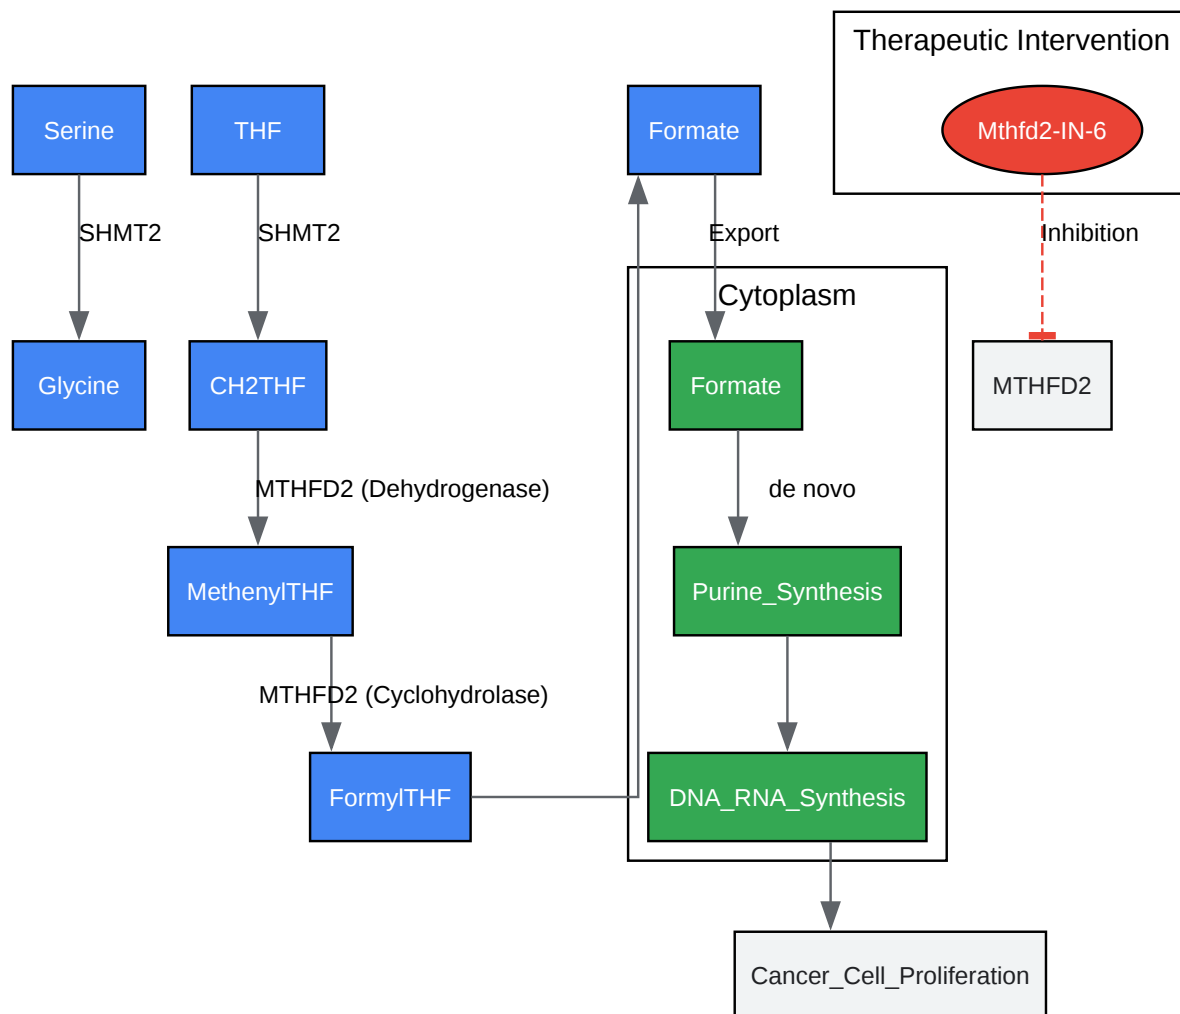 Therapeutic Intervention
Serine
THF
Formate
Mthfd2-IN-6
SHMT2
SHMT2
Export
Inhibition
Cytoplasm
Glycine
CH2THF
Formate
MTHFD2
MTHFD2 (Dehydrogenase)
de novo
MethenylTHF
Purine_Synthesis
MTHFD2 (Cyclohydrolase)
FormylTHF
DNA_RNA_Synthesis
Cancer_Cell_Proliferation